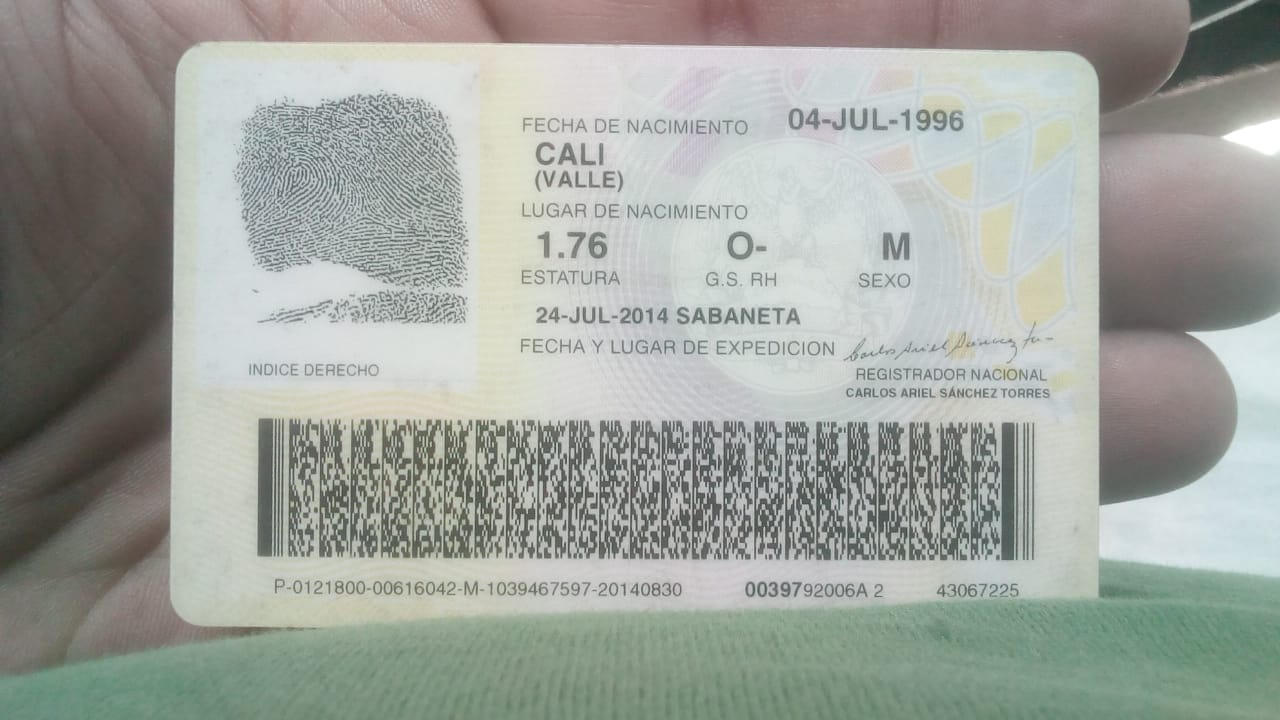 FECHA DE NACIMIENTO 04-JUL-1996
CALI
(VALLE)
LUGAR DE NACIMIENTO
1.76 O- M
ESTATURA G.S. RH SEXO
24-JUL-2014 SABANETA
FECHA Y LUGAR DE EXPEDICION
INDICE DERECHO
REGISTRADOR NACIONAL
CARLOS ARIEL SÁNCHEZ TORRES
P-0121800-00616042-M-1039467597-20140830 0039792006A 2 43067225